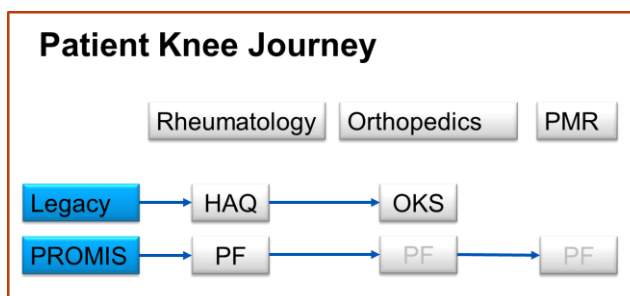 Patient Knee Journey
Rheumatology Orthopedics PMR
Legacy HAQ OKS
PROMIS PF PF PF